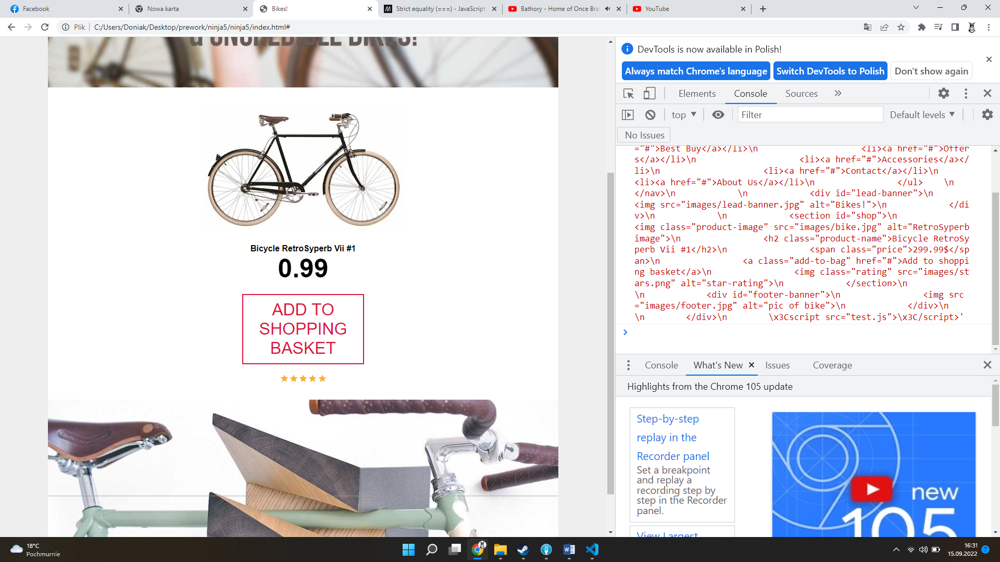 Facebook
Nowa karta
Bikes!
Strict equality (===) - JavaScript
Bathory - Home of Once Brav
YouTube
Plik
C:/Users/Doniak/Desktop/prework/ninja5/ninja5/index.html#
& UNCREDIBLE BIKES!
Bicycle RetroSyperb Vii #1
0.99
ADD TO
SHOPPING
BASKET
DevTools is now available in Polish!
Always match Chrome's language
Switch DevTools to Polish
Don't show again
Elements
Console
Sources
top
Filter
Default levels
No Issues
="#">Best Buy</a></li>\n                    <li><a href="#">Offer
s</a></li>\n                    <li><a href="#">Accessories</a></
li>\n                    <li><a href="#">Contact</a></li>\n
<li><a href="#">About Us</a></li>\n                </ul>    \n
</nav>\n            \n            <div id="lead-banner">\n
<img src="images/lead-banner.jpg" alt="Bikes!">\n            </di
v>\n            \n            <section id="shop">\n
<img class="product-image" src="images/bike.jpg" alt="RetroSyperb
image">\n                <h2 class="product-name">Bicycle RetroSy
perb Vii #1</h2>\n                <span class="price">299.99$</sp
an>\n                <a class="add-to-bag" href="#">Add to shoppi
ng basket</a>\n                <img class="rating" src="images/st
ars.png" alt="star-rating">\n            </section>\n
\n            <div id="footer-banner">\n                <img src
="images/footer.jpg" alt="pic of bike">\n            </div>\n
\n        </div>\n        \x3Cscript src="test.js">\x3C/script>'
Console
What's New
Issues
Coverage
Highlights from the Chrome 105 update
Step-by-step
replay in the
Recorder panel
Set a breakpoint
and replay a
recording step by
step in the Recorder
panel.
View Largest
new
105
18°C
Pochmurnie
16:31
15.09.2022
7